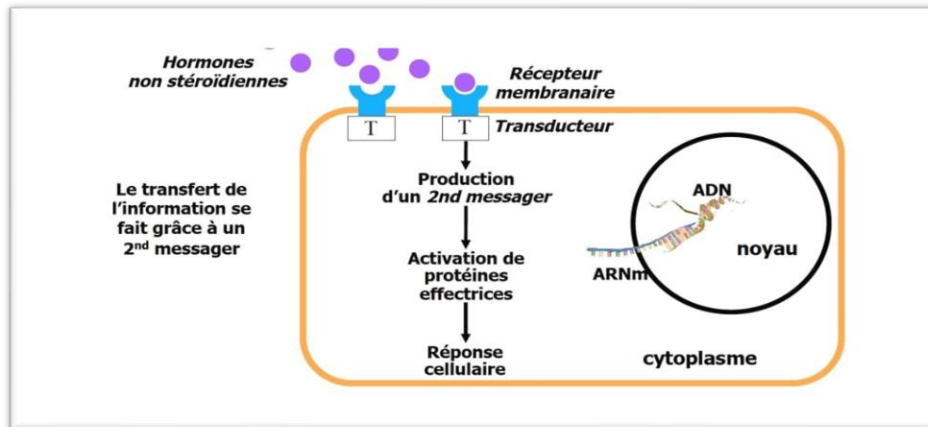 Hormones
non stéroïdiennes
Récepteur
membranaire
T
T
Transducteur
Le transfert de
l'information se
fait grâce à un
2nd messager
Production
d'un 2nd messager
Activation de
protéines
effectrices
Réponse
cellulaire
ADN
noyau
ARNm
cytoplasme